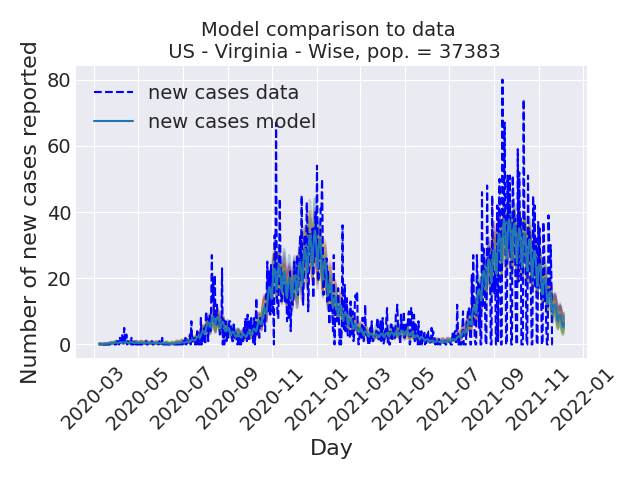 Model comparison to data
US - Virginia - Wise, pop. = 37383
Number of new cases reported
80
60
40
20
0
new cases data
new cases model
2020-03
2020-05
2020-07
2020-09
2020-11
2021-01
2021-03
2021-05
2021-07
2021-09
2021-11
2022-01
Day